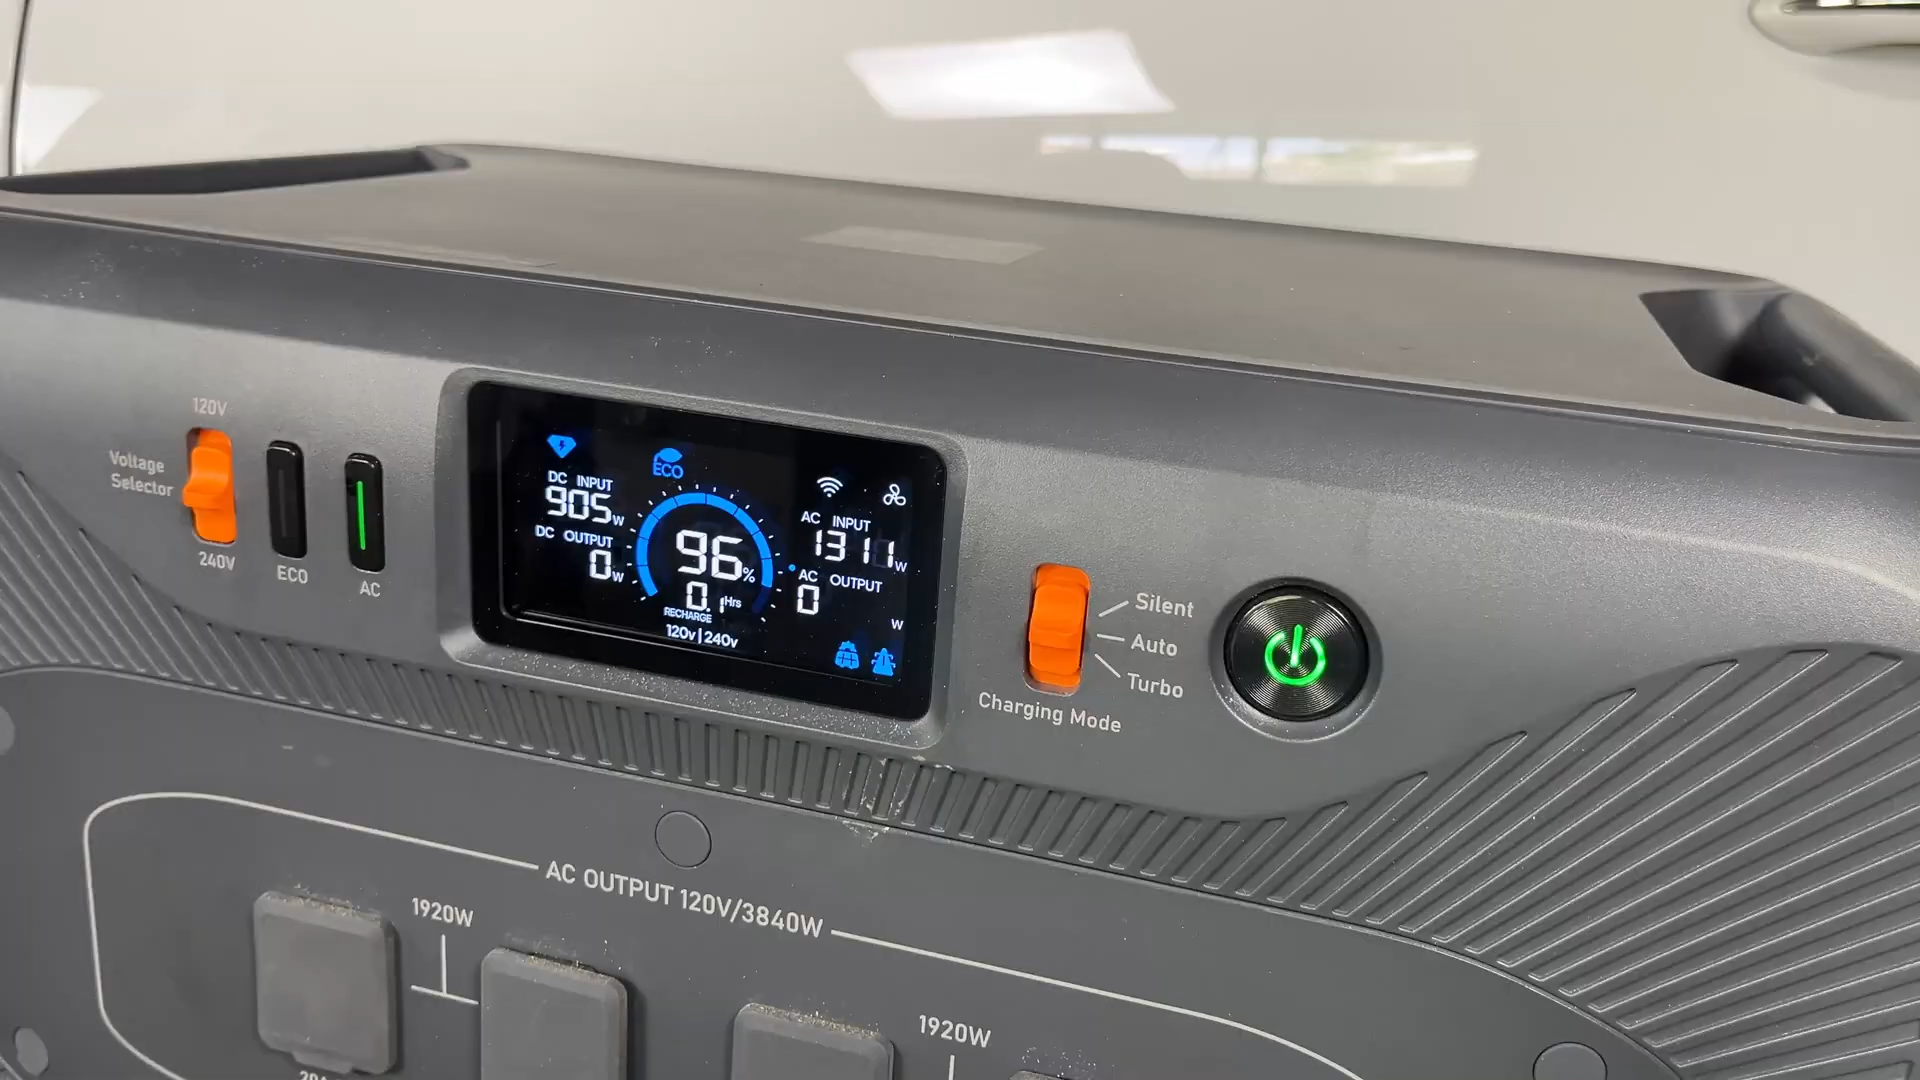 120V
Voltage
Selector
240V
ECO
AC
ECO
DC INPUT
905W
DC OUTPUT
0W
96%
0.1Hrs
RECHARGE
120v|240v
AC INPUT
1311W
AC OUTPUT
0
W
Silent
Auto
Turbo
Charging Mode
AC OUTPUT 120V/3840W
1920W
1920W